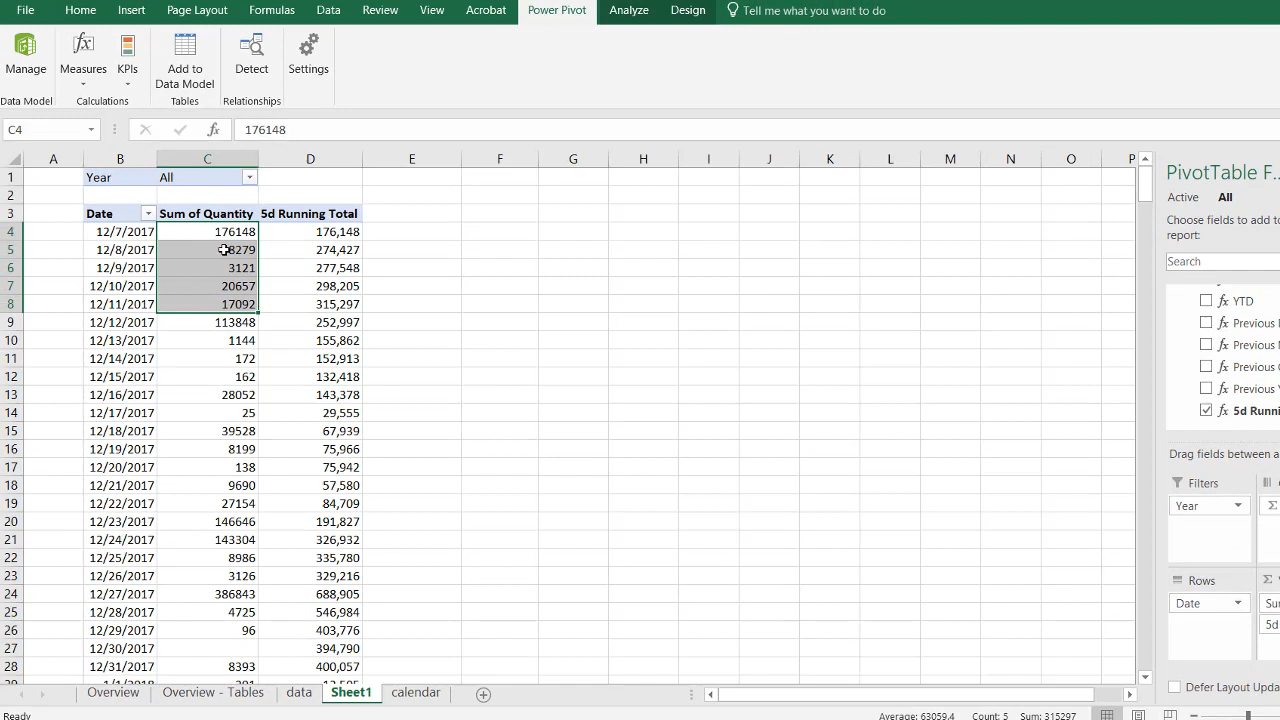 File Home Insert Page Layout Formulas Data Review View Acrobat Power Pivot Analyze Design Tell me what you want to do
Manage Measures KPIs Add to Data Model Detect Settings
Data Model Calculations Tables Relationships
C4 fx 176148
A B C D E F G H I J K L M N O P
1 Year All
2
3 Date Sum of Quantity 5d Running Total
4 12/7/2017 176148 176,148
5 12/8/2017 8279 274,427
6 12/9/2017 3121 277,548
7 12/10/2017 20657 298,205
8 12/11/2017 17092 315,297
9 12/12/2017 113848 252,997
10 12/13/2017 1144 155,862
11 12/14/2017 172 152,913
12 12/15/2017 162 132,418
13 12/16/2017 28052 143,378
14 12/17/2017 25 29,555
15 12/18/2017 39528 67,939
16 12/19/2017 8199 75,966
17 12/20/2017 138 75,942
18 12/21/2017 9690 57,580
19 12/22/2017 27154 84,709
20 12/23/2017 146646 191,827
21 12/24/2017 143304 326,932
22 12/25/2017 8986 335,780
23 12/26/2017 3126 329,216
24 12/27/2017 386843 688,905
25 12/28/2017 4725 546,984
26 12/29/2017 96 403,776
27 12/30/2017 394,790
28 12/31/2017 8393 400,057
PivotTable F...
Active All
Choose fields to add to
report:
Search
fx YTD
fx Previous
fx Previous
fx Previous
fx Previous
fx 5d Runni
Drag fields between a
Filters
Year Σ
Rows Σ
Date Su
5d
Defer Layout Upda
Overview Overview - Tables data Sheet1 calendar
Ready Average: 63059.4 Count: 5 Sum: 315297